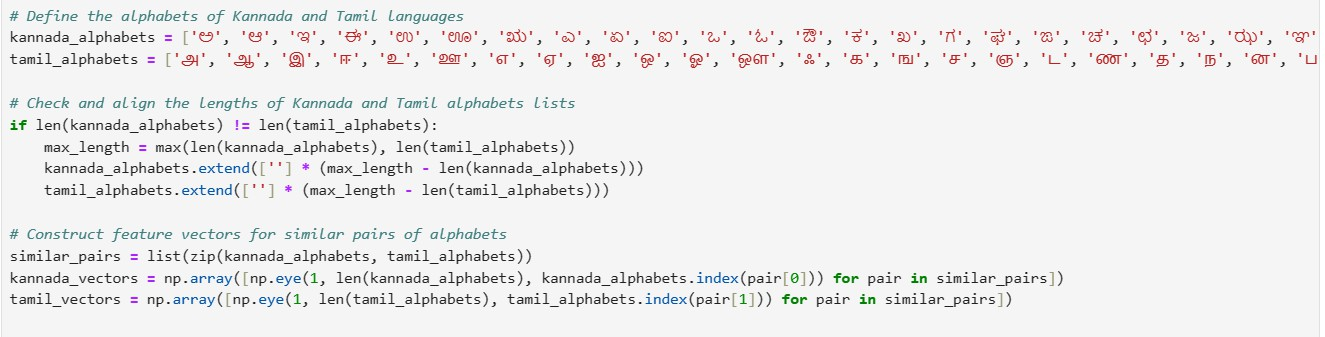 # Define the alphabets of Kannada and Tamil languages
kannada_alphabets = ['ಅ', 'ಆ', 'ಇ', 'ಈ', 'ಉ', 'ಊ', 'ಋ', 'ಎ', 'ಏ', 'ಐ', 'ಒ', 'ಓ', 'ಔ', 'ಕ', 'ಖ', 'ಗ', 'ಘ', 'ಙ', 'ಚ', 'ಛ', 'ಜ', 'ಝ', 'ಞ'
tamil_alphabets = ['அ', 'ஆ', 'இ', 'ஈ', 'உ', 'ஊ', 'எ', 'ஏ', 'ஐ', 'ஒ', 'ஓ', 'ஔ', 'ஃ', 'க', 'ங', 'ச', 'ஞ', 'ட', 'ண', 'த', 'ந', 'ன', 'ப
# Check and align the lengths of Kannada and Tamil alphabets lists
if len(kannada_alphabets) != len(tamil_alphabets):
    max_length = max(len(kannada_alphabets), len(tamil_alphabets))
    kannada_alphabets.extend([''] * (max_length - len(kannada_alphabets)))
    tamil_alphabets.extend([''] * (max_length - len(tamil_alphabets)))
# Construct feature vectors for similar pairs of alphabets
similar_pairs = list(zip(kannada_alphabets, tamil_alphabets))
kannada_vectors = np.array([np.eye(1, len(kannada_alphabets), kannada_alphabets.index(pair[0])) for pair in similar_pairs])
tamil_vectors = np.array([np.eye(1, len(tamil_alphabets), tamil_alphabets.index(pair[1])) for pair in similar_pairs])